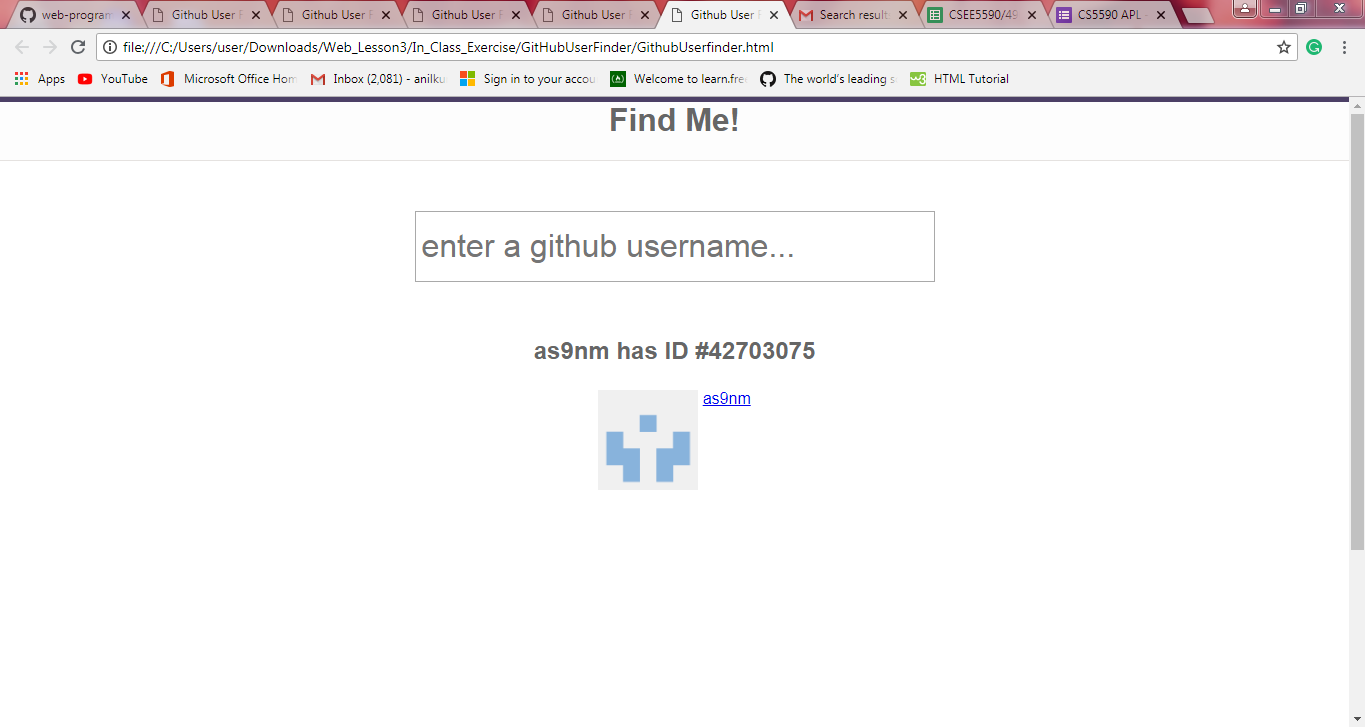 web-program
Github User F
Github User F
Github User F
Github User F
Github User F
Search result
CSEE5590/49
CS5590 APL -
file:///C:/Users/user/Downloads/Web_Lesson3/In_Class_Exercise/GitHubUserFinder/GithubUserfinder.html
Apps YouTube Microsoft Office Hom Inbox (2,081) - anilku Sign in to your accou Welcome to learn.fre The world's leading s HTML Tutorial
Find Me!
enter a github username...
as9nm has ID #42703075
as9nm